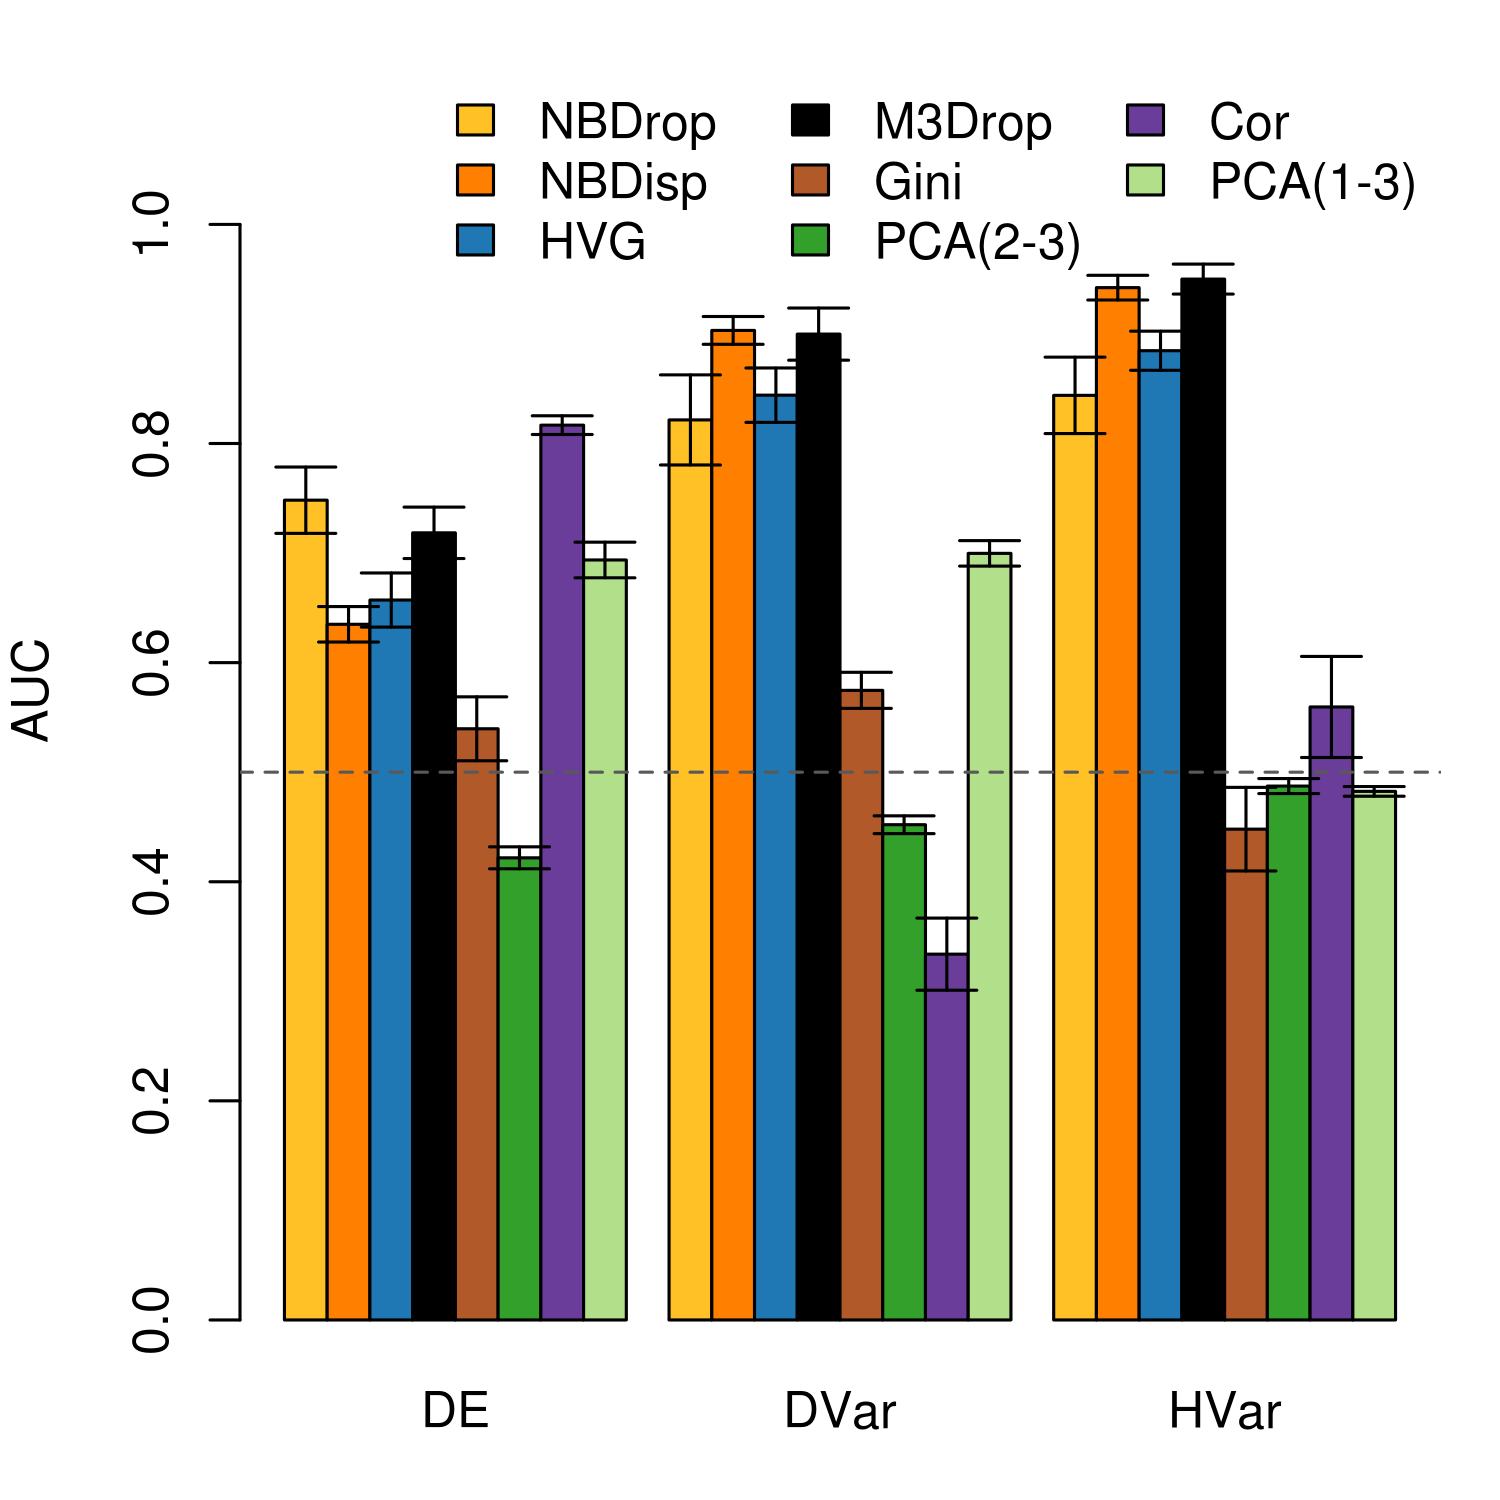 NBDrop M3Drop Cor
NBDisp Gini PCA(1-3)
HVG PCA(2-3)
1.0
0.8
0.6
0.4
0.2
0.0
AUC
DE DVar HVar